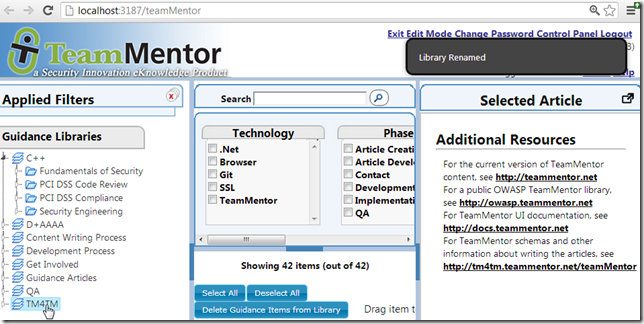 localhost:3187/teamMentor
Exit Edit Mode Change Password Control Panel Logout
TeamMentor
a Security Innovation eKnowledge Product
Library Renamed
3)
Help
Applied Filters
Search
Selected Article
Guidance Libraries
C++
Fundamentals of Security
PCI DSS Code Review
PCI DSS Compliance
Security Engineering
D+AAAA
Content Writing Process
Development Process
Get Involved
Guidance Articles
QA
TM4TM
Technology
.Net
Browser
Git
SSL
TeamMentor
Phase
Article Creati
Article Develo
Contact
Development
Implementation
QA
Showing 42 items (out of 42)
Select All
Deselect All
Delete Guidance Items from Library
Drag item t
Additional Resources
For the current version of TeamMentor
content, see http://teammentor.net
For a public OWASP TeamMentor library,
see http://owasp.teammentor.net
For TeamMentor UI documentation, see
http://docs.teammentor.net
For TeamMentor schemas and other
information about writing the articles, see
http://tm4tm.teammentor.net/teamMentor